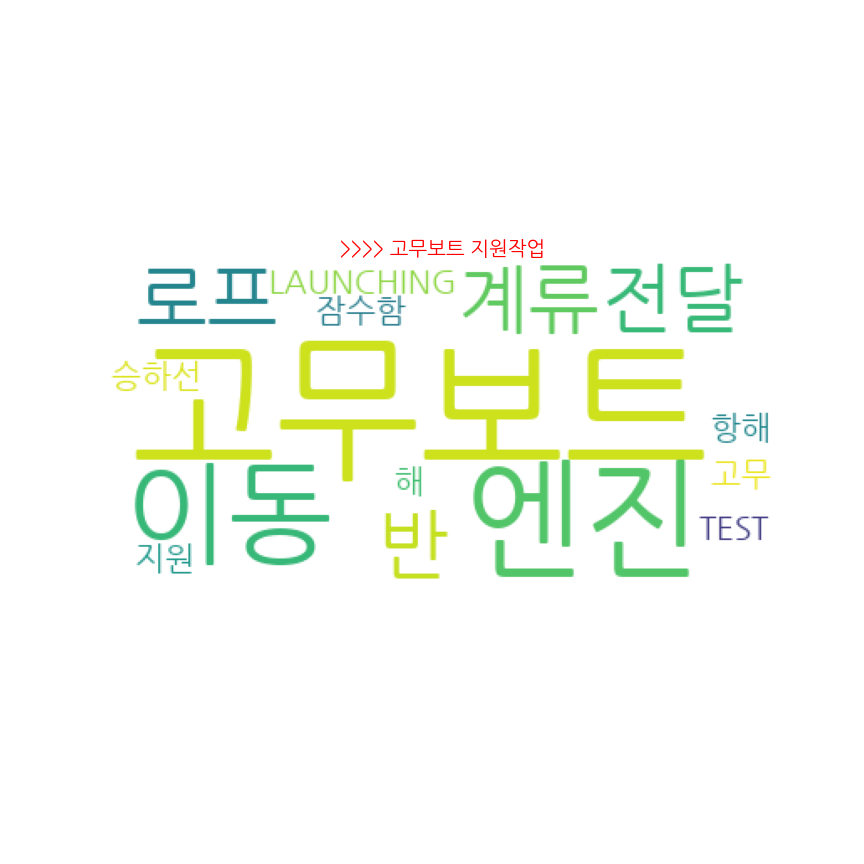 >>>> 고무보트 지원작업
로프
LAUNCHING
잠수함
계류
전달
승하선
고무보트
항해
이동
해
반
엔진
고무
지원
TEST